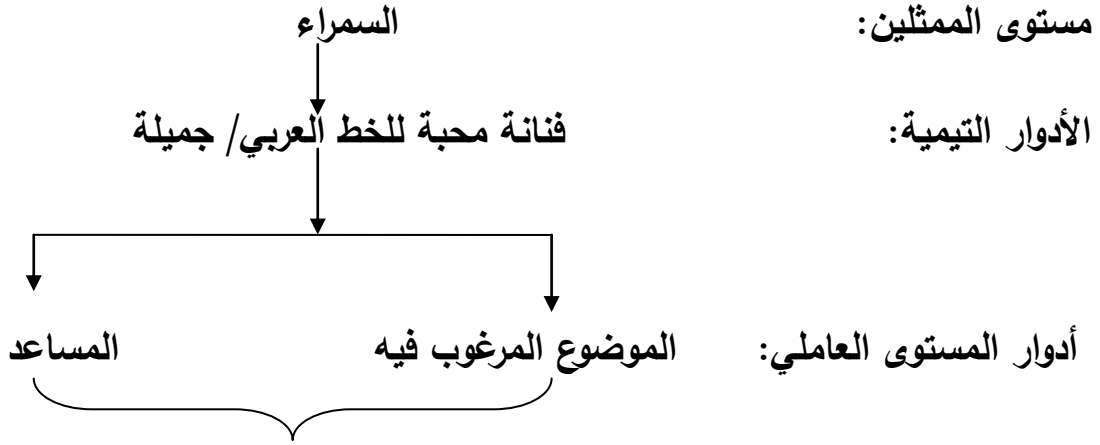 مستوى الممثلين: السمراء
الأدوار التيمية: فنانة محبة للخط العربي/ جميلة
أدوار المستوى العاملي: الموضوع المرغوب فيه المساعد